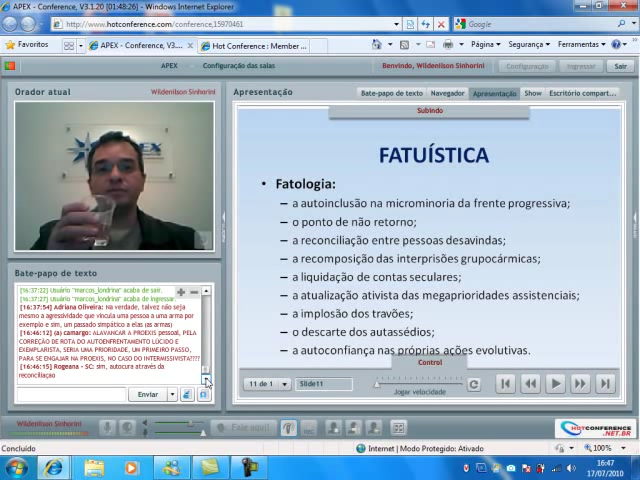 APEX - Conference, V3.1.20 [01:48:26] - Windows Internet Explorer
http://www.hotconference.com/conference,15970461
Google
Favoritos
APEX - Conference, V3....
Hot Conference : Member ...
Página
Segurança
Ferramentas
APEX
Configuração das salas
Benvindo, Wildenilson Sinhorini
Configuração
Ingressar
Sair
Orador atual
Wildenilson Sinhorini
Apresentação
Bate-papo de texto
Navegador
Apresentação
Show
Escritório compart...
Subindo
FATUÍSTICA
• Fatologia:
– a autoinclusão na microminoria da frente progressiva;
– o ponto de não retorno;
– a reconciliação entre pessoas desavindas;
– a recomposição das interprisões grupocármicas;
– a liquidação de contas seculares;
– a atualização ativista das megaprioridades assistenciais;
– a implosão dos travões;
– o descarte dos autassédios;
– a autoconfiança nas próprias ações evolutivas.
Control
11 de 1
Slide11
Jogar velocidade
Bate-papo de texto
[16:37:22] Usuário "marcos_londrina" acaba de sair.
[16:37:27] Usuário "marcos_londrina" acaba de ingressar.
[16:37:54] Adriana Oliveira: Na verdade, talvez não seja
mesmo a agressividade que vincula uma pessoa a uma arma por
exemplo e sim, um passado simpático a elas (as armas)
[16:46:12] (a) camargo: ALAVANCAR A PROEXIS pessoal, PELA
CORREÇÃO DE ROTA DO AUTOENFRENTAMENTO LÚCIDO E
EXEMPLARISTA, SERIA UMA PRIORIDADE, UM PRIMEIRO PASSO,
PARA SE ENGAJAR NA PROEXIS, NO CASO DO INTERMISSIVISTA????
[16:46:15] Rogeana - SC: sim, autocura através da
reconciliaçao
Enviar
Wildenilson Sinhorini
Fale aqui!
REC
HOTCONFERENCE
.NET.BR
Concluído
Internet | Modo Protegido: Ativado
100%
16:47
17/07/2010